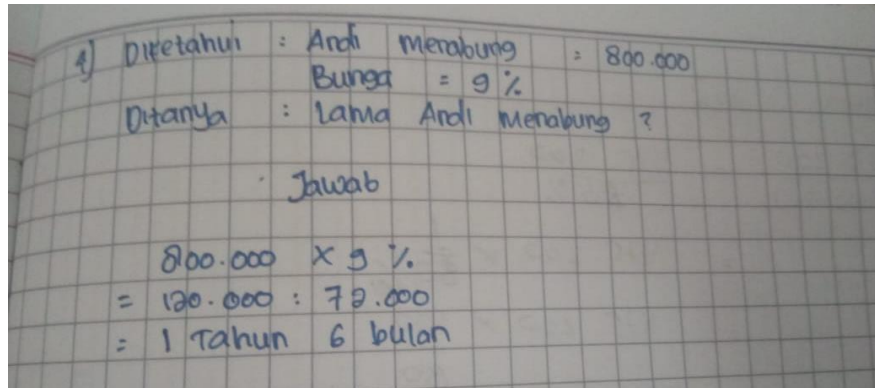 1) Diketahui : Andi menabung = 800.000
Bunga = 9 %
Ditanya : Lama Andi menabung ?
Jawab
800.000 x 9 %
= 120.000 : 72.000
= 1 Tahun 6 bulan